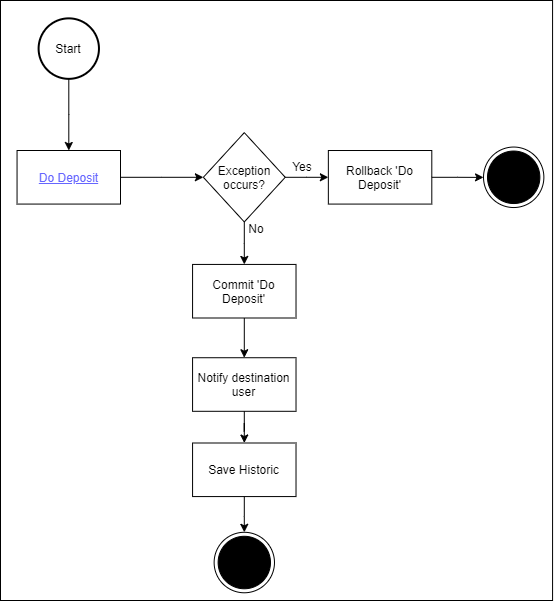 Start
Do Deposit
Exception
occurs?
Yes
Rollback 'Do
Deposit'
No
Commit 'Do
Deposit'
Notify destination
user
Save Historic